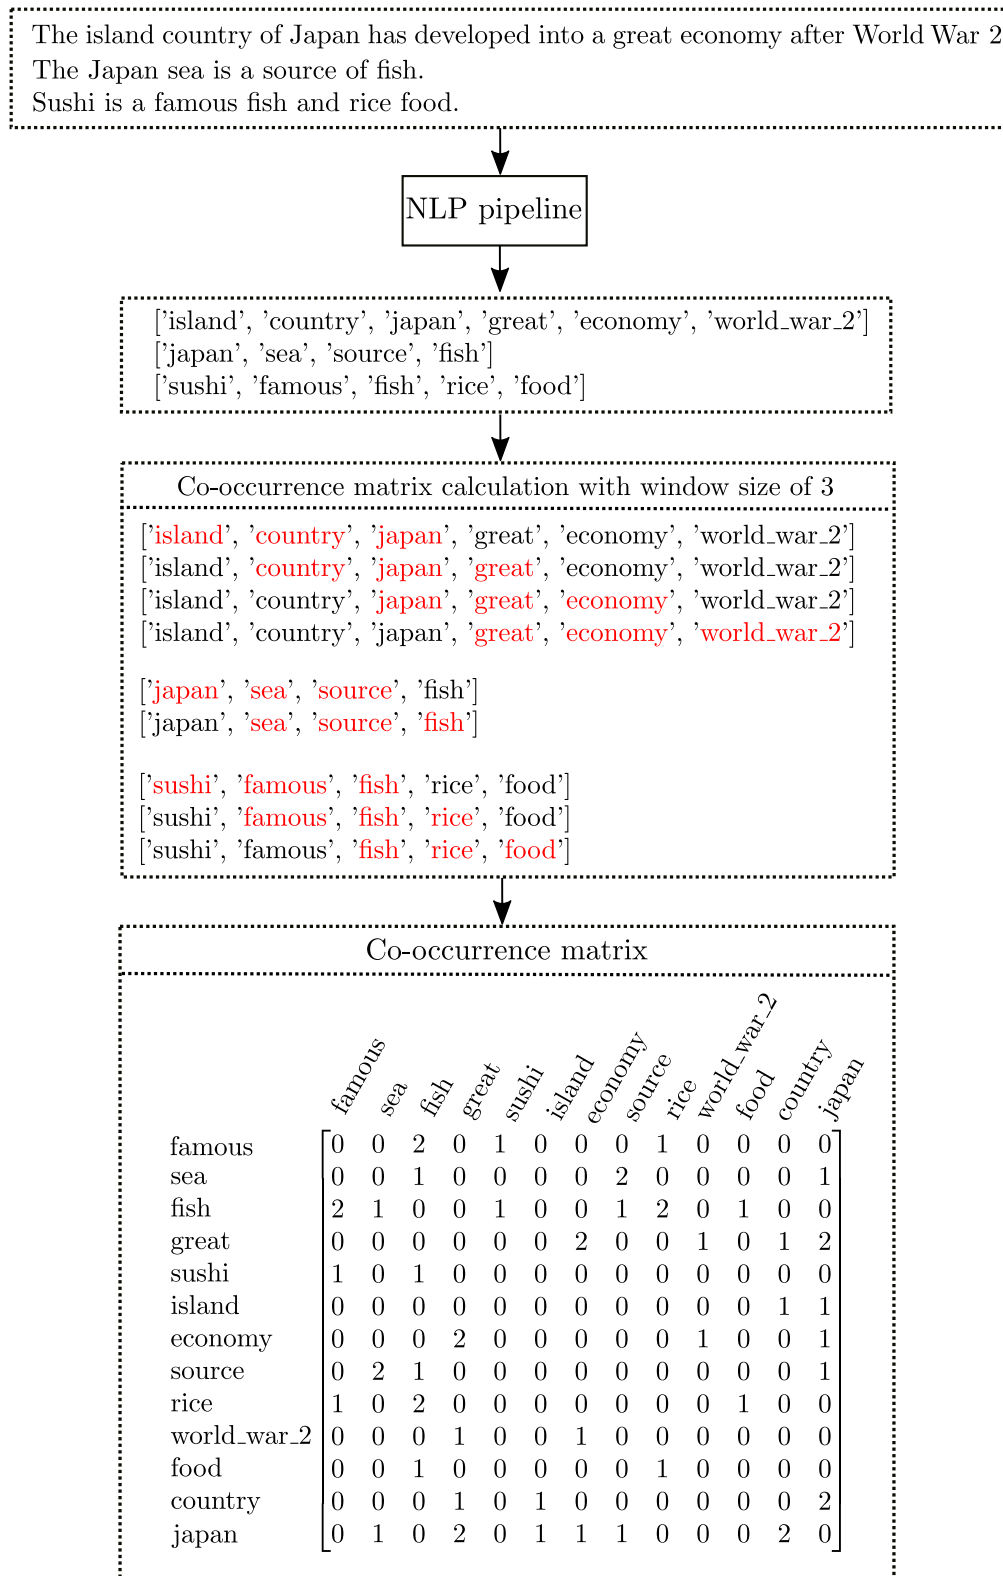 The island country of Japan has developed into a great economy after World War 2
The Japan sea is a source of fish.
Sushi is a famous fish and rice food.
NLP pipeline
['island', 'country', 'japan', 'great', 'economy', 'world_war_2']
['japan', 'sea', 'source', 'fish']
['sushi', 'famous', 'fish', 'rice', 'food']
Co-occurrence matrix calculation with window size of 3
['island', 'country', 'japan', 'great', 'economy', 'world_war_2']
['island', 'country', 'japan', 'great', 'economy', 'world_war_2']
['island', 'country', 'japan', 'great', 'economy', 'world_war_2']
['island', 'country', 'japan', 'great', 'economy', 'world_war_2']
['japan', 'sea', 'source', 'fish']
['japan', 'sea', 'source', 'fish']
['sushi', 'famous', 'fish', 'rice', 'food']
['sushi', 'famous', 'fish', 'rice', 'food']
['sushi', 'famous', 'fish', 'rice', 'food']
Co-occurrence matrix
famous sea fish great sushi island economy source rice world_war_2 food country japan
famous 0 0 2 0 1 0 0 0 1 0 0 0 0
sea 0 0 1 0 0 0 0 2 0 0 0 0 1
fish 2 1 0 0 1 0 0 1 2 0 1 0 0
great 0 0 0 0 0 0 2 0 0 1 0 1 2
sushi 1 0 1 0 0 0 0 0 0 0 0 0 0
island 0 0 0 0 0 0 0 0 0 0 0 1 1
economy 0 0 0 2 0 0 0 0 0 1 0 0 1
source 0 2 1 0 0 0 0 0 0 0 0 0 1
rice 1 0 2 0 0 0 0 0 0 0 1 0 0
world_war_2 0 0 0 1 0 0 1 0 0 0 0 0 0
food 0 0 1 0 0 0 0 0 1 0 0 0 0
country 0 0 0 1 0 1 0 0 0 0 0 0 2
japan 0 1 0 2 0 1 1 1 0 0 0 2 0